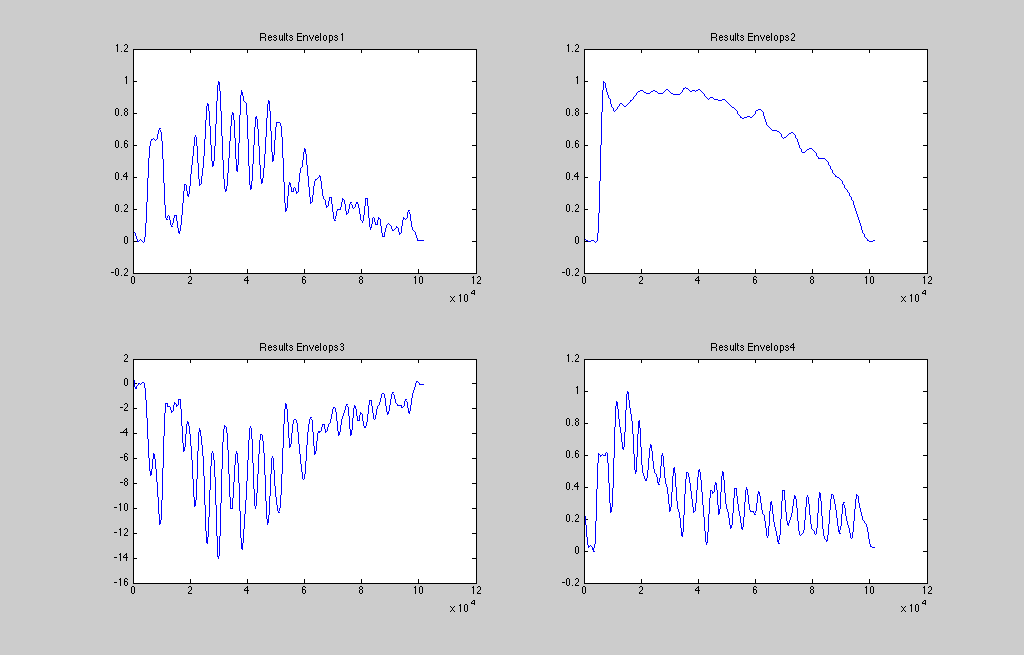 Results Envelops1
1.2
1
0.8
0.6
0.4
0.2
0
-0.2
0 2 4 6 8 10 12
x 10^4
Results Envelops2
1.2
1
0.8
0.6
0.4
0.2
0
-0.2
0 2 4 6 8 10 12
x 10^4
Results Envelops3
2
0
-2
-4
-6
-8
-10
-12
-14
-16
0 2 4 6 8 10 12
x 10^4
Results Envelops4
1.2
1
0.8
0.6
0.4
0.2
0
-0.2
0 2 4 6 8 10 12
x 10^4